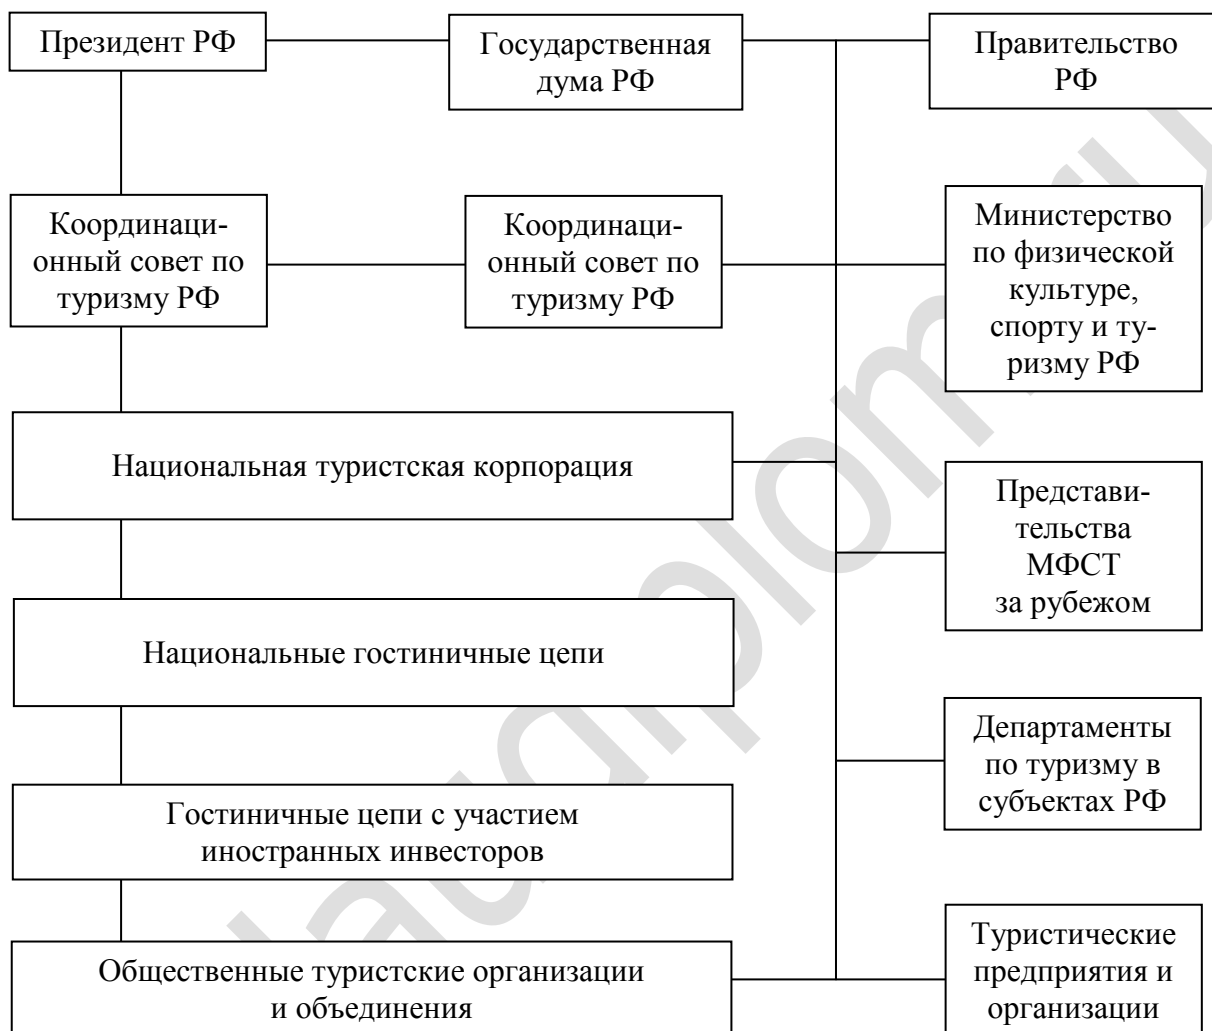 Президент РФ
Государственная
дума РФ
Правительство
РФ
Координаци-
онный совет по
туризму РФ
Координаци-
онный совет по
туризму РФ
Министерство
по физической
культуре,
спорту и ту-
ризму РФ
Национальная туристская корпорация
Представи-
тельства
МФСТ
за рубежом
Национальные гостиничные цепи
Департаменты
по туризму в
субъектах РФ
Гостиничные цепи с участием
иностранных инвесторов
Общественные туристские организации
и объединения
Туристические
предприятия и
организации